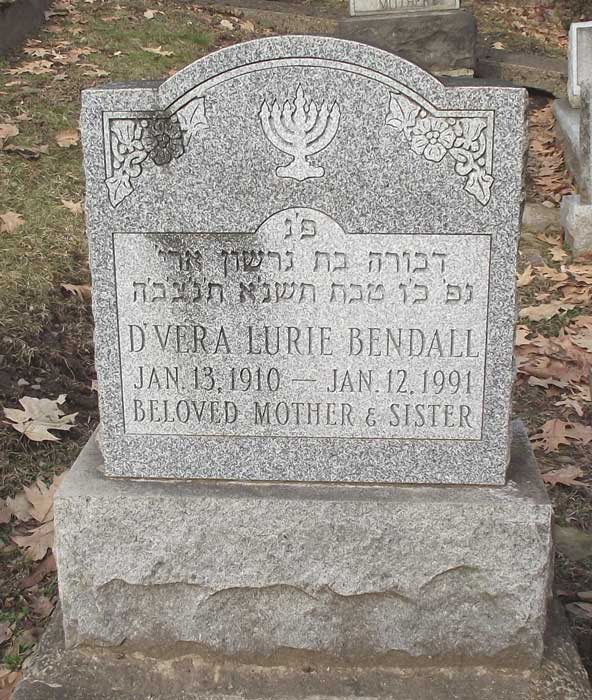 פ'נ
דבורה בת גרשון ארי'
נפ' כ'ו טבת תשנ'א תנ'צ'ב'ה
D'VERA LURIE BENDALL
JAN. 13, 1910 — JAN. 12, 1991
BELOVED MOTHER & SISTER